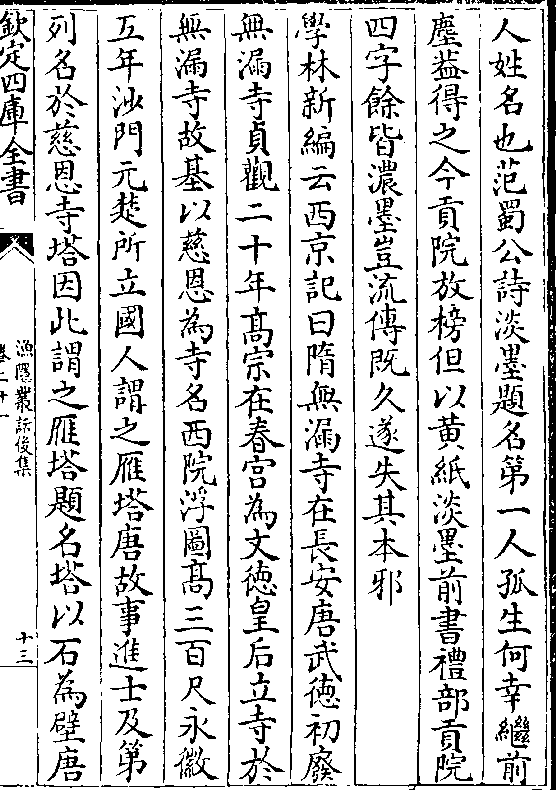 人姓名也范蜀公詩淡墨題名第一人孤生何幸繼前
塵葢得之今貢院放榜但以黄紙淡墨前書禮部貢院
四字餘皆濃墨豈流傳既久遂失其本邪
學林新編云西京記曰隋無漏寺在長安唐武徳初廢
無漏寺貞觀二十年髙宗在春宫為文徳皇后立寺於
無漏寺故基以慈恩為寺名西院浮圖髙三百尺永徽
五年沙門元楚所立國人謂之雁塔唐故事進士及第
列名於慈恩寺塔因此謂之雁塔題名塔以石為壁唐
欽定四庫全書
漁隱叢話後集
卷二十一
十三